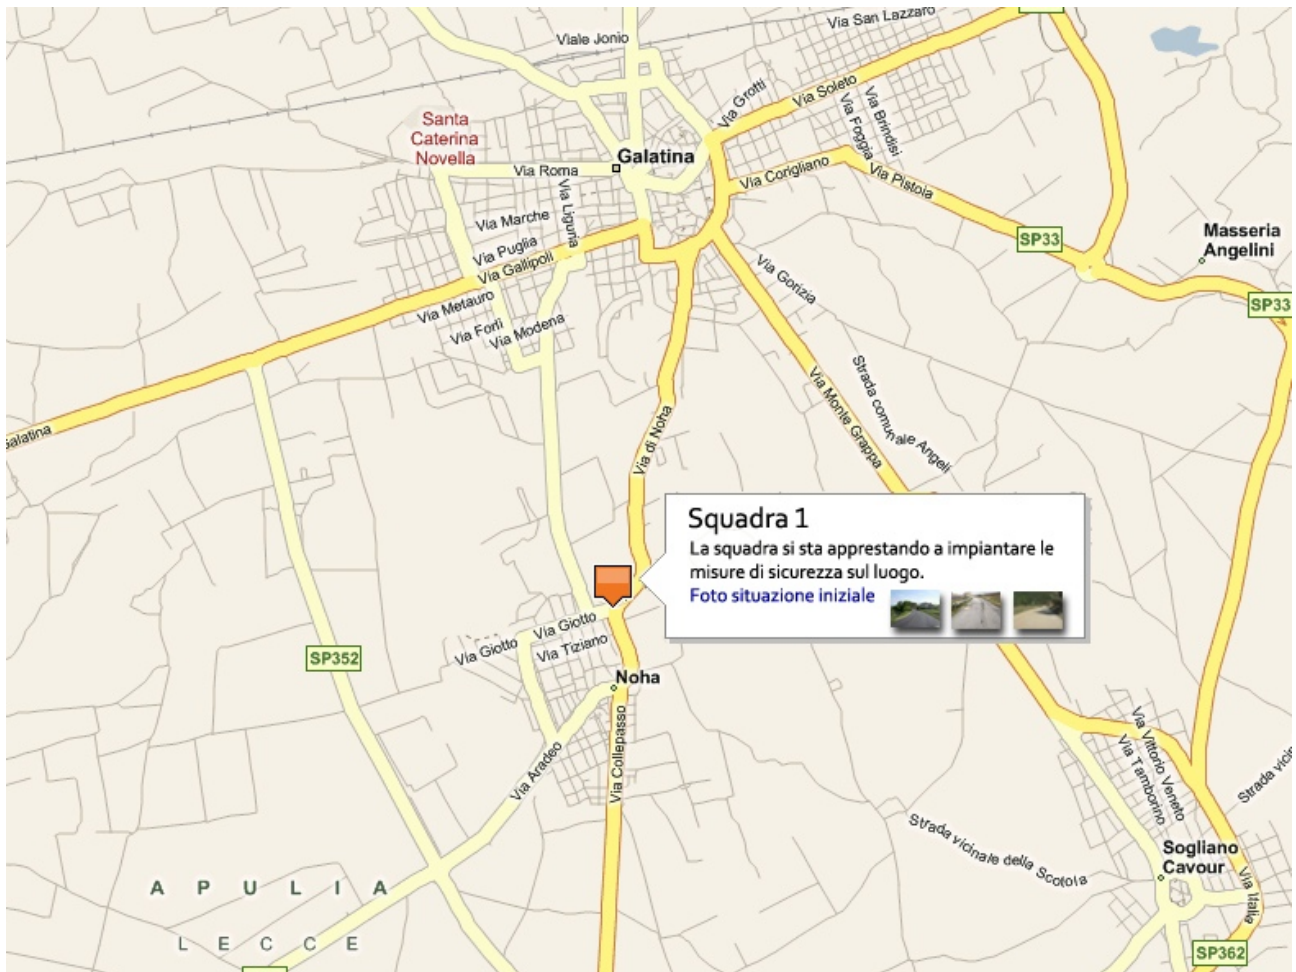 Via San Lazzaro
Viale Jonio
Via Grotti
Via Soleto
Via Brindisi
Via Foggia
Santa
Caterina
Novella
Galatina
Via Roma
Via Corigliano
Via Pistoia
Via Liguria
Via Marche
Via Puglia
Via Gallipoli
SP33
Masseria
Angelini
Via Gorizia
SP33
Via Metauro
Via Forlì
Via Modena
Strada comunale Angeli
Via Monte Grappa
Galatina
Via di Noha
Squadra 1
La squadra si sta apprestando a impiantare le
misure di sicurezza sul luogo.
Foto situazione iniziale
Via Giotto
Via Giotto
Via Tiziano
SP352
Noha
Via Collepasso
Via Aradeo
Via Vittorio Veneto
Via Tamborino
Strada vicin
Strada vicinale della Scotola
Sogliano
Cavour
Via Italia
APULIA
LECCE
SP362